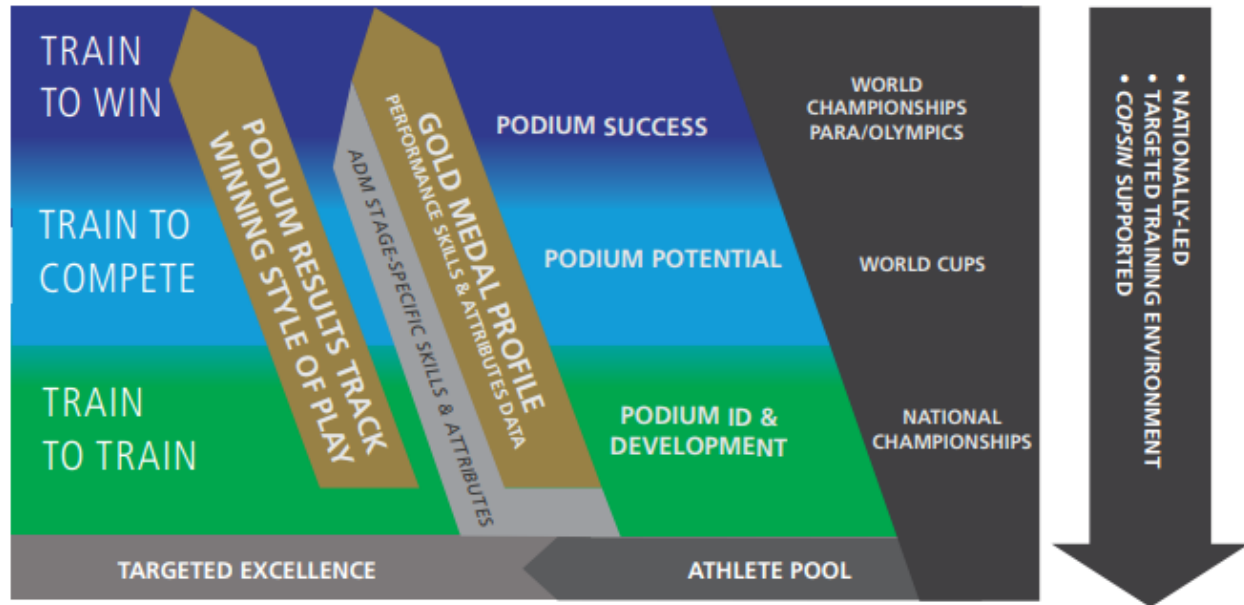 TRAIN
TO WIN
TRAIN TO
COMPETE
TRAIN
TO TRAIN
PODIUM RESULTS TRACK
WINNING STYLE OF PLAY
GOLD MEDAL PROFILE
PERFORMANCE SKILLS & ATTRIBUTES DATA
ADM STAGE-SPECIFIC SKILLS & ATTRIBUTES
PODIUM SUCCESS
PODIUM POTENTIAL
PODIUM ID &
DEVELOPMENT
WORLD
CHAMPIONSHIPS
PARA/OLYMPICS
WORLD CUPS
NATIONAL
CHAMPIONSHIPS
• NATIONALLY-LED
• TARGETED TRAINING ENVIRONMENT
• COPSIN SUPPORTED
TARGETED EXCELLENCE
ATHLETE POOL